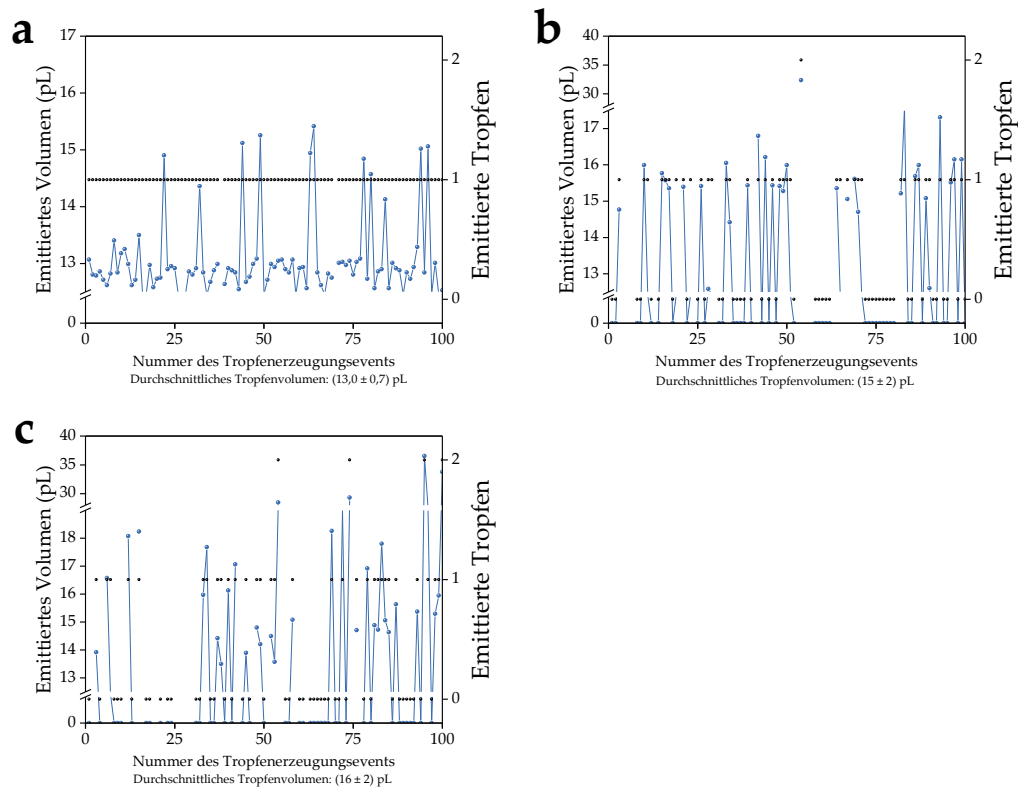 a
17
16
15
14
13
0
Emittiertes Volumen (pL)
2
1
0
Emittierte Tropfen
0 25 50 75 100
Nummer des Tropfenerzeugungsevents
Durchschnittliches Tropfenvolumen: (13,0 ± 0,7) pL
b
40
35
30
17
16
15
14
13
0
Emittiertes Volumen (pL)
2
1
0
Emittierte Tropfen
0 25 50 75 100
Nummer des Tropfenerzeugungsevents
Durchschnittliches Tropfenvolumen: (15 ± 2) pL
c
40
35
30
18
17
16
15
14
13
0
Emittiertes Volumen (pL)
2
1
0
Emittierte Tropfen
0 25 50 75 100
Nummer des Tropfenerzeugungsevents
Durchschnittliches Tropfenvolumen: (16 ± 2) pL